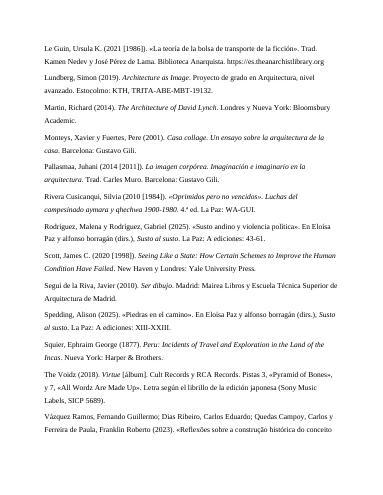 Le Guin, Ursula K. (2021 [1986]). «La teoría de la bolsa de transporte de la ficción». Trad.
Kamen Nedev y José Pérez de Lama. Biblioteca Anarquista. https://es.theanarchistlibrary.org
Lundberg, Simon (2019). Architecture as Image. Proyecto de grado en Arquitectura, nivel
avanzado. Estocolmo: KTH, TRITA-ABE-MBT-19132.
Martin, Richard (2014). The Architecture of David Lynch. Londres y Nueva York: Bloomsbury
Academic.
Monteys, Xavier y Fuertes, Pere (2001). Casa collage. Un ensayo sobre la arquitectura de la
casa. Barcelona: Gustavo Gili.
Pallasmaa, Juhani (2014 [2011]). La imagen corpórea. Imaginación e imaginario en la
arquitectura. Trad. Carles Muro. Barcelona: Gustavo Gili.
Rivera Cusicanqui, Silvia (2010 [1984]). «Oprimidos pero no vencidos». Luchas del
campesinado aymara y qhechwa 1900-1980. 4.ª ed. La Paz: WA-GUI.
Rodríguez, Malena y Rodríguez, Gabriel (2025). «Susto andino y violencia política». En Eloísa
Paz y alfonso borragán (dirs.), Susto al susto. La Paz: A ediciones: 43-61.
Scott, James C. (2020 [1998]). Seeing Like a State: How Certain Schemes to Improve the Human
Condition Have Failed. New Haven y Londres: Yale University Press.
Seguí de la Riva, Javier (2010). Ser dibujo. Madrid: Mairea Libros y Escuela Técnica Superior de
Arquitectura de Madrid.
Spedding, Alison (2025). «Piedras en el camino». En Eloísa Paz y alfonso borragán (dirs.), Susto
al susto. La Paz: A ediciones: XIII-XXIII.
Squier, Ephraim George (1877). Peru: Incidents of Travel and Exploration in the Land of the
Incas. Nueva York: Harper & Brothers.
The Voidz (2018). Virtue [álbum]. Cult Records y RCA Records. Pistas 3, «Pyramid of Bones»,
y 7, «All Wordz Are Made Up». Letra según el librillo de la edición japonesa (Sony Music
Labels, SICP 5689).
Vázquez Ramos, Fernando Guillermo; Días Ribeiro, Carlos Eduardo; Quedas Campoy, Carlos y
Ferreira de Paula, Franklin Roberto (2023). «Reflexões sobre a construção histórica do conceito